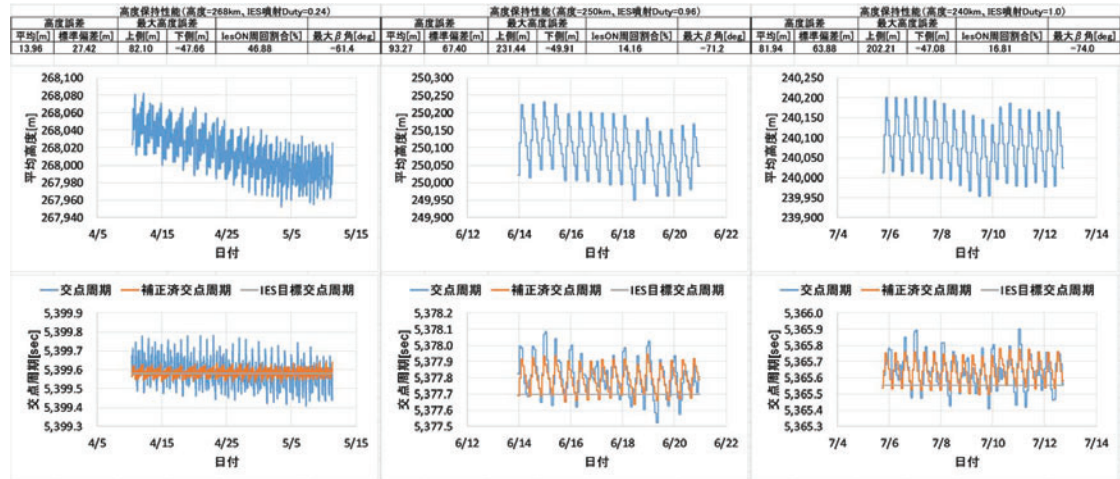 高度保持性能(高度=268km、IES噴射Duty=0.24)
高度誤差 最大高度誤差
平均[m] 標準偏差[m] 上側[m] 下側[m] IesON周回割合[%] 最大β角[deg]
13.96 27.42 82.10 -47.66 46.88 -61.4
高度保持性能(高度=250km、IES噴射Duty=0.96)
高度誤差 最大高度誤差
平均[m] 標準偏差[m] 上側[m] 下側[m] IesON周回割合[%] 最大β角[deg]
93.27 67.40 231.44 -49.91 14.16 -71.2
高度保持性能(高度=240km、IES噴射Duty=1.0)
高度誤差 最大高度誤差
平均[m] 標準偏差[m] 上側[m] 下側[m] IesON周回割合[%] 最大β角[deg]
81.94 63.88 202.21 -47.08 16.81 -74.0
平均高度[m]
268,100
268,080
268,060
268,040
268,020
268,000
267,980
267,960
267,940
4/5 4/15 4/25 5/5 5/15
日付
平均高度[m]
250,300
250,250
250,200
250,150
250,100
250,050
250,000
249,950
249,900
6/12 6/14 6/16 6/18 6/20 6/22
日付
平均高度[m]
240,250
240,200
240,150
240,100
240,050
240,000
239,950
239,900
7/4 7/6 7/8 7/10 7/12 7/14
日付
交点周期 補正済交点周期 IES目標交点周期
交点周期[sec]
5,399.9
5,399.8
5,399.7
5,399.6
5,399.5
5,399.4
5,399.3
4/5 4/15 4/25 5/5 5/15
日付
交点周期 補正済交点周期 IES目標交点周期
交点周期[sec]
5,378.2
5,378.1
5,378.0
5,377.9
5,377.8
5,377.7
5,377.6
5,377.5
6/12 6/14 6/16 6/18 6/20 6/22
日付
交点周期 補正済交点周期 IES目標交点周期
交点周期[sec]
5,366.0
5,365.9
5,365.8
5,365.7
5,365.6
5,365.5
5,365.4
5,365.3
7/4 7/6 7/8 7/10 7/12 7/14
日付